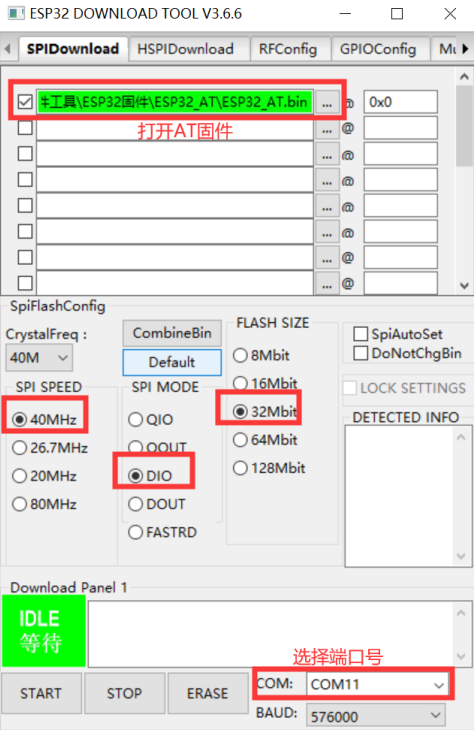 ESP32 DOWNLOAD TOOL V3.6.6
SPIDownload HSPIDownload RFConfig GPIOConfig
工具\ESP32固件\ESP32_AT\ESP32_AT.bin ... @ 0x0
打开AT固件
... @
... @
... @
... @
... @
... @
... @
SpiFlashConfig
CrystalFreq :
40M
CombineBin
Default
SPI SPEED
40MHz
26.7MHz
20MHz
80MHz
SPI MODE
QIO
QOUT
DIO
DOUT
FASTRD
FLASH SIZE
8Mbit
16Mbit
32Mbit
64Mbit
128Mbit
SpiAutoSet
DoNotChgBin
LOCK SETTINGS
DETECTED INFO
Download Panel 1
IDLE
等待
选择端口号
START STOP ERASE
COM: COM11
BAUD: 576000